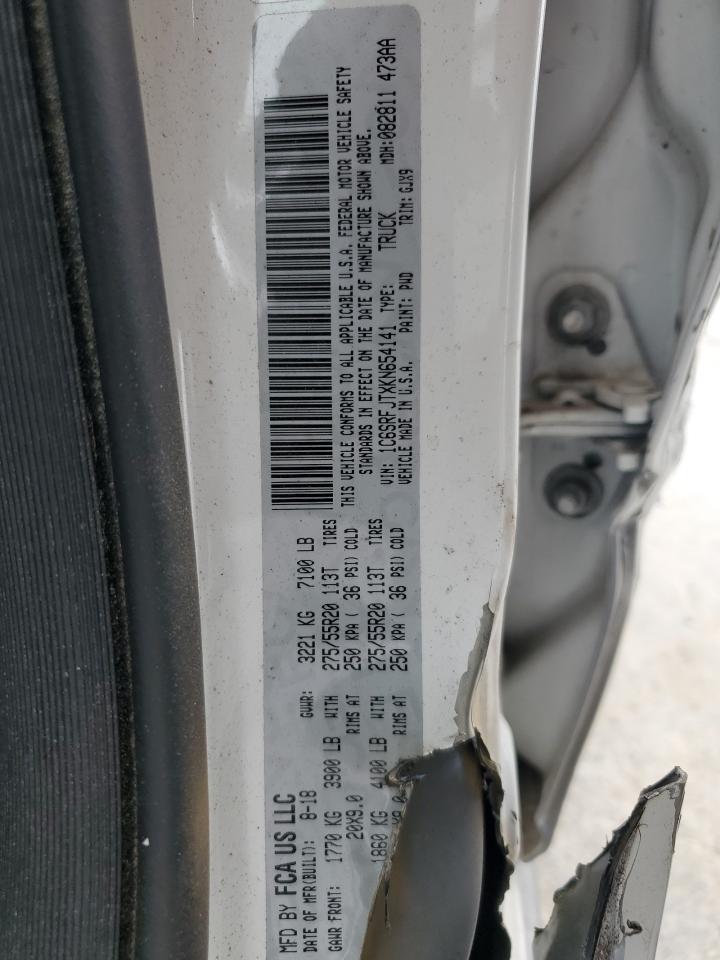 MFD BY FCA US LLC
DATE OF MFR(BUILT): 8-18 GVWR: 3221 KG 7100 LB
GAWR FRONT: 1770 KG 3900 LB WITH 275/55R20 113T TIRES
20X9.0 RIMS AT 250 KPA ( 36 PSI) COLD
1860 KG 4100 LB WITH 275/55R20 113T TIRES
RIMS AT 250 KPA ( 36 PSI) COLD
THIS VEHICLE CONFORMS TO ALL APPLICABLE U.S.A. FEDERAL MOTOR VEHICLE SAFETY
STANDARDS IN EFFECT ON THE DATE OF MANUFACTURE SHOWN ABOVE.
VIN: 1C6SRFJTXKN654141 TYPE: TRUCK MDH:082811 473AA
VEHICLE MADE IN U.S.A. PAINT: PWD TRIM: GJX9